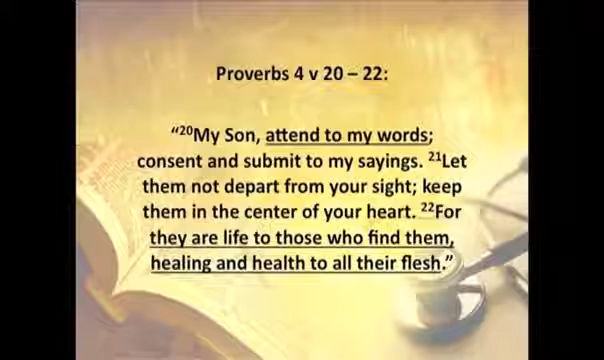 Proverbs 4 v 20 – 22:
“²⁰My Son, attend to my words;
consent and submit to my sayings. ²¹Let
them not depart from your sight; keep
them in the center of your heart. ²²For
they are life to those who find them,
healing and health to all their flesh.”